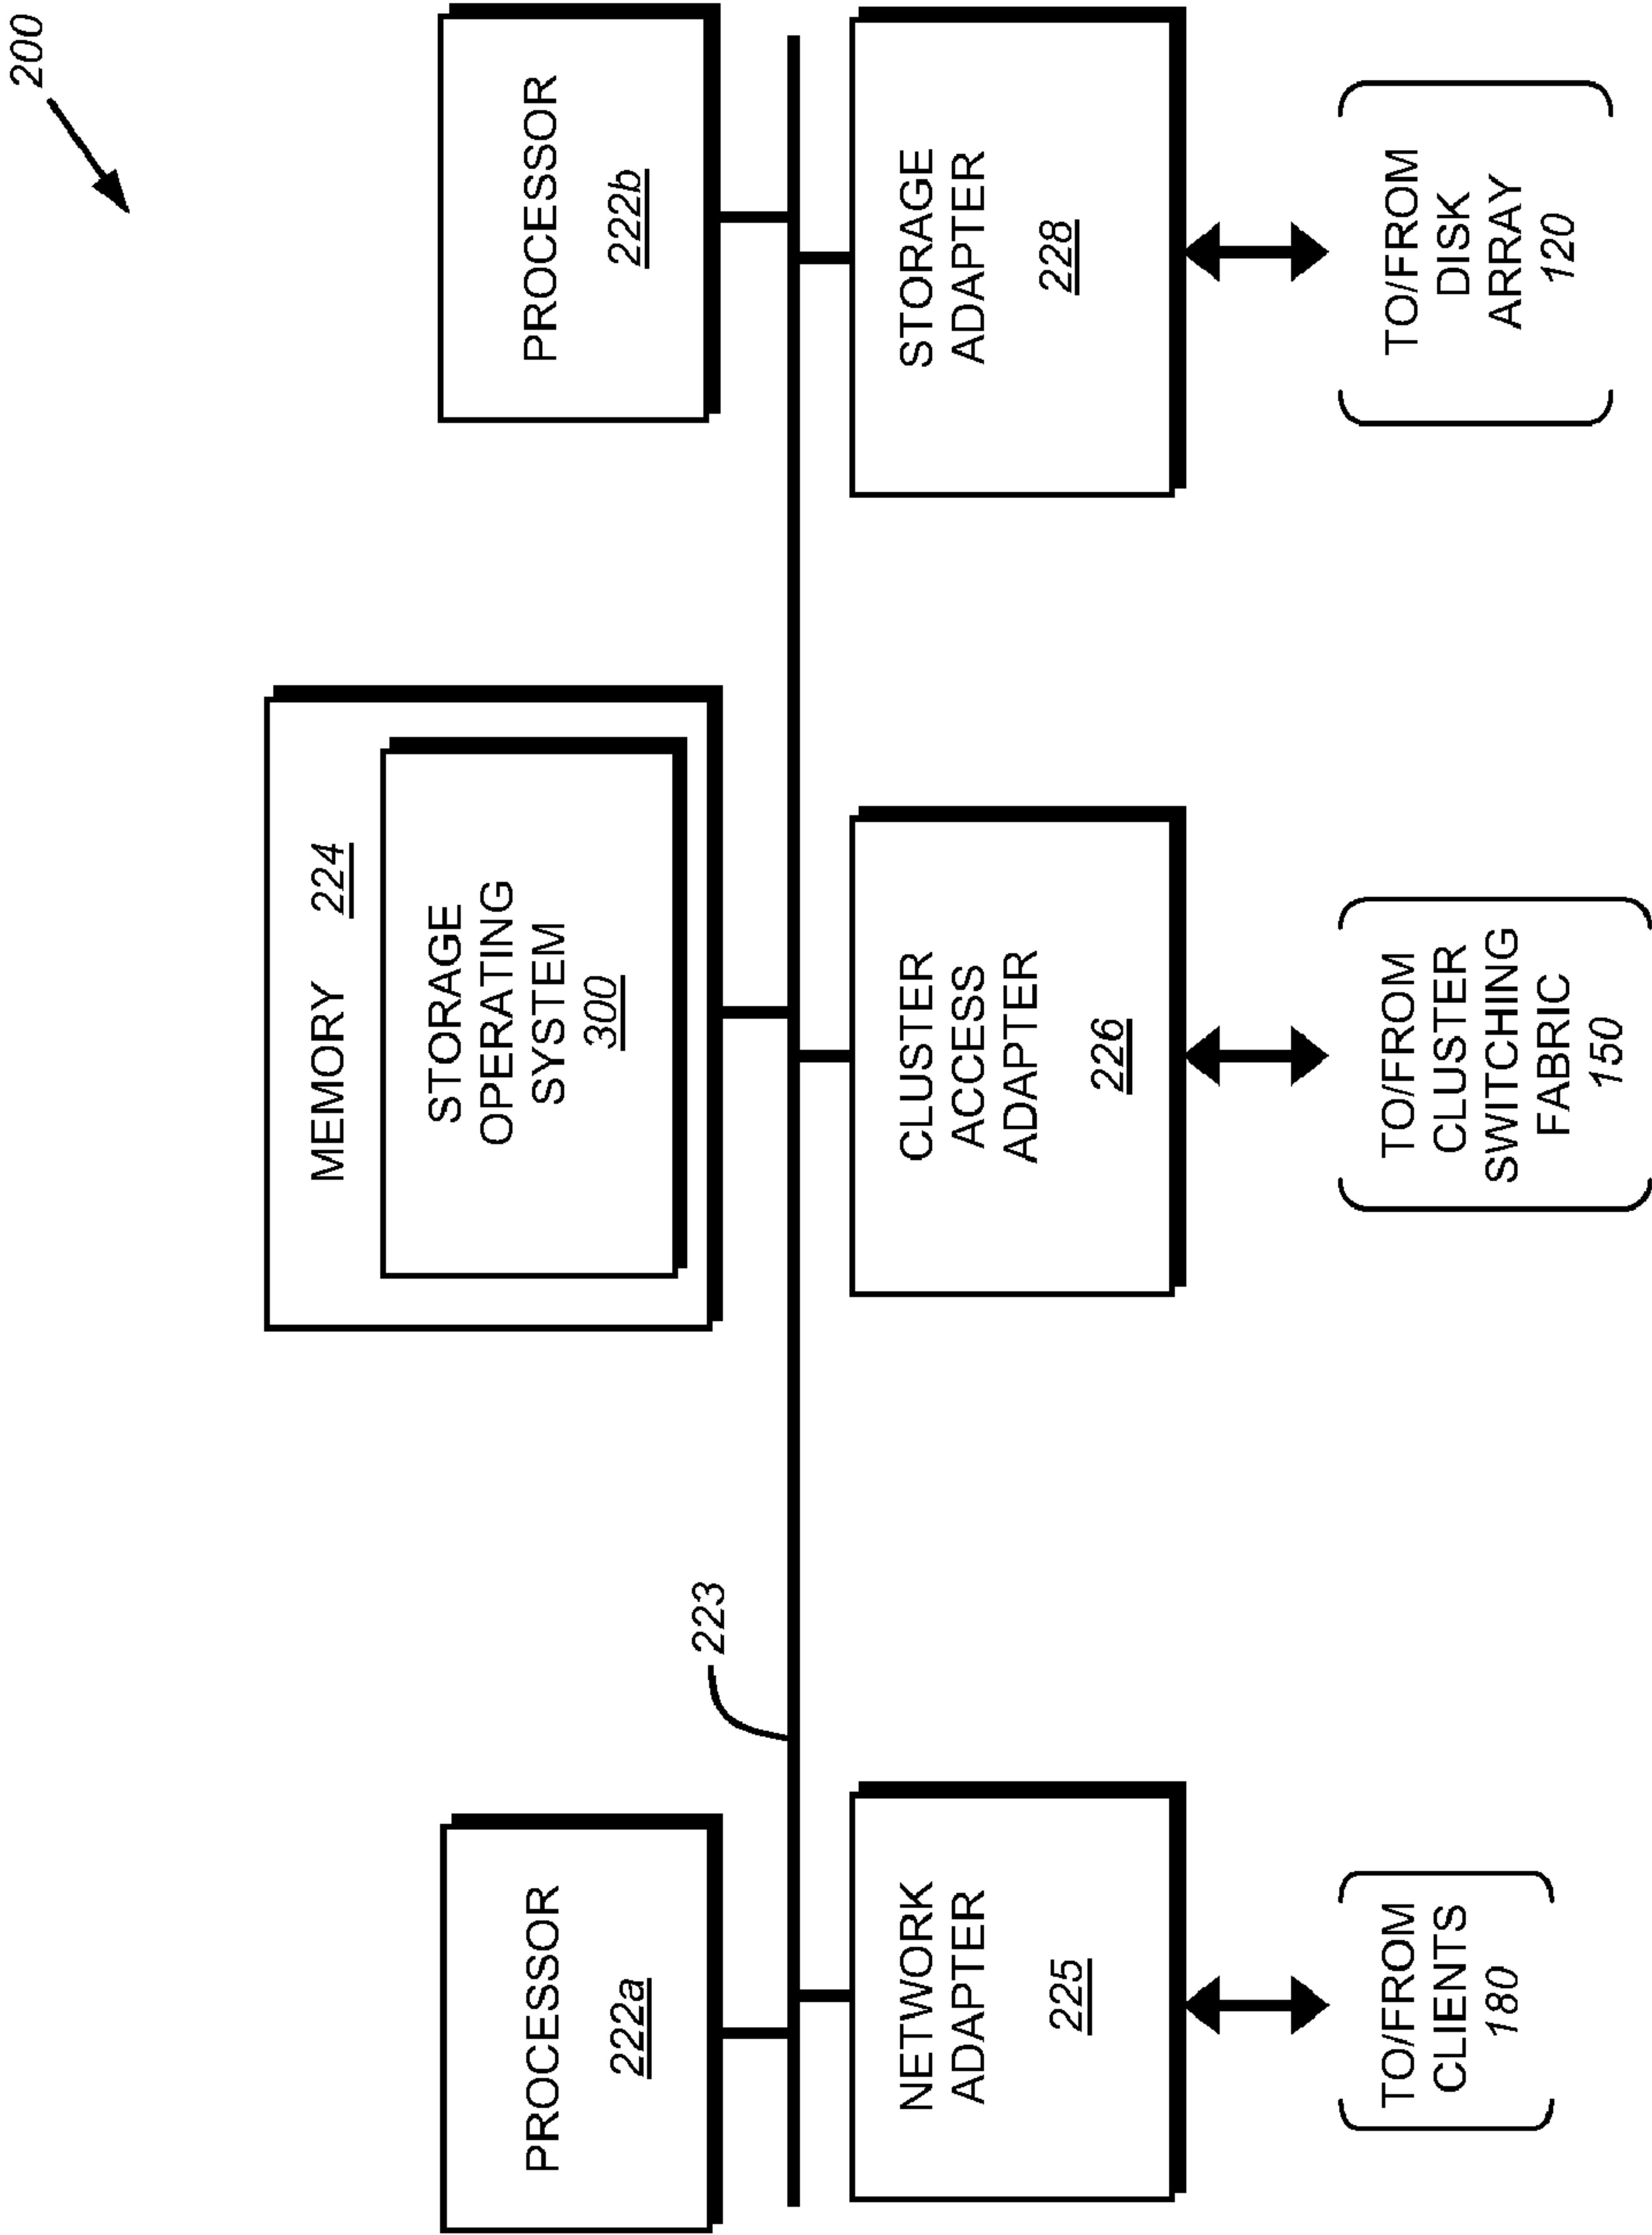 200
PROCESSOR
222a
MEMORY 224
STORAGE
OPERATING
SYSTEM
300
PROCESSOR
222b
223
NETWORK
ADAPTER
225
CLUSTER
ACCESS
ADAPTER
226
STORAGE
ADAPTER
228
TO/FROM
CLIENTS
180
TO/FROM
CLUSTER
SWITCHING
FABRIC
150
TO/FROM
DISK
ARRAY
120